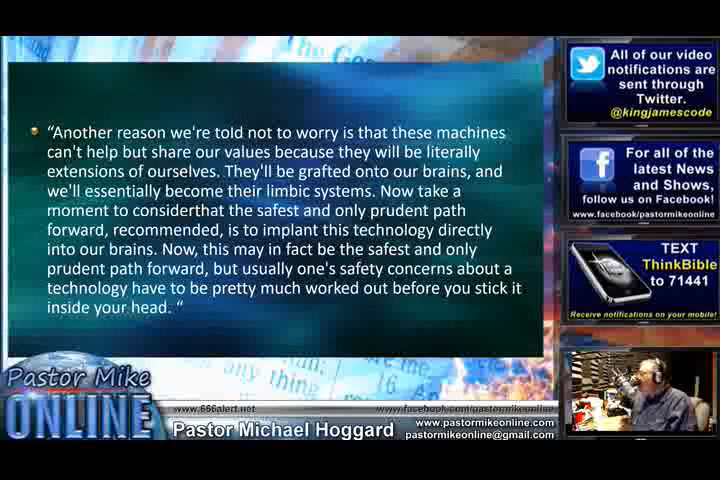 “Another reason we're told not to worry is that these machines
can't help but share our values because they will be literally
extensions of ourselves. They'll be grafted onto our brains, and
we'll essentially become their limbic systems. Now take a
moment to considerthat the safest and only prudent path
forward, recommended, is to implant this technology directly
into our brains. Now, this may in fact be the safest and only
prudent path forward, but usually one's safety concerns about a
technology have to be pretty much worked out before you stick it
inside your head. “
All of our video
notifications are
sent through
Twitter.
@kingjamescode
For all of the
latest News
and Shows,
follow us on Facebook!
www.facebook/pastormikeonline
TEXT
ThinkBible
to 71441
Receive notifications on your mobile!
Pastor Mike
ONLINE
any thing
www.666alert.net
www.facebook.com/pastormikeonline
Pastor Michael Hoggard
www.pastormikeonline.com
pastormikeonline@gmail.com